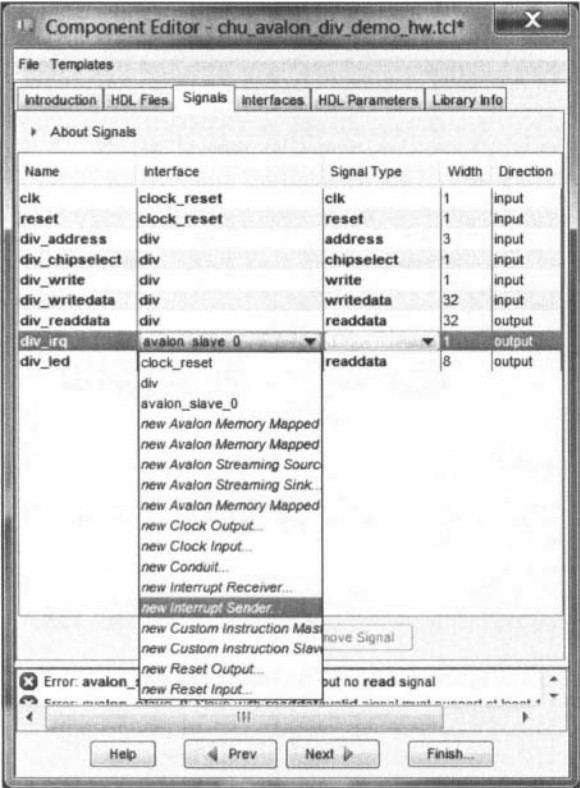 Component Editor - chu_avalon_div_demo_hw.tcl*
File Templates
Introduction HDL Files Signals Interfaces HDL Parameters Library Info
About Signals
Name Interface Signal Type Width Direction
clk clock_reset clk 1 input
reset clock_reset reset 1 input
div_address div address 3 input
div_chipselect div chipselect 1 input
div_write div write 1 input
div_writedata div writedata 32 input
div_readdata div readdata 32 output
div_irq avalon_slave_0 1 output
div_led readdata 8 output
clock_reset
div
avalon_slave_0
new Avalon Memory Mapped
new Avalon Memory Mapped
new Avalon Streaming Sourc
new Avalon Streaming Sink...
new Avalon Memory Mapped
new Clock Output...
new Clock Input...
new Conduit...
new Interrupt Receiver...
new Interrupt Sender...
new Custom Instruction Mast
move Signal
new Custom Instruction Slav
new Reset Output...
new Reset Input...
Error: avalon_s out no read signal
Help Prev Next Finish...